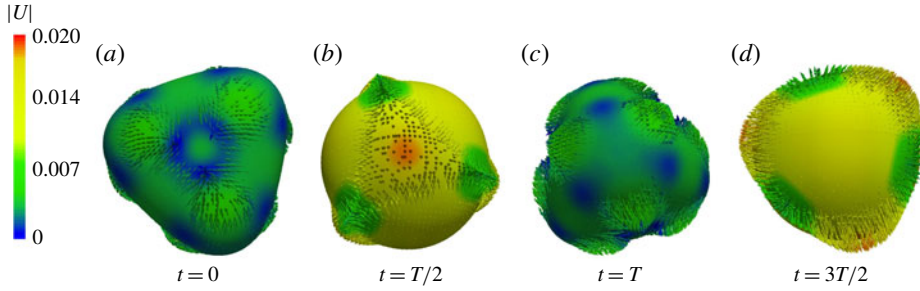 |U|
0.020
0.014
0.007
0
(a)
(b)
(c)
(d)
t = 0
t = T/2
t = T
t = 3T/2